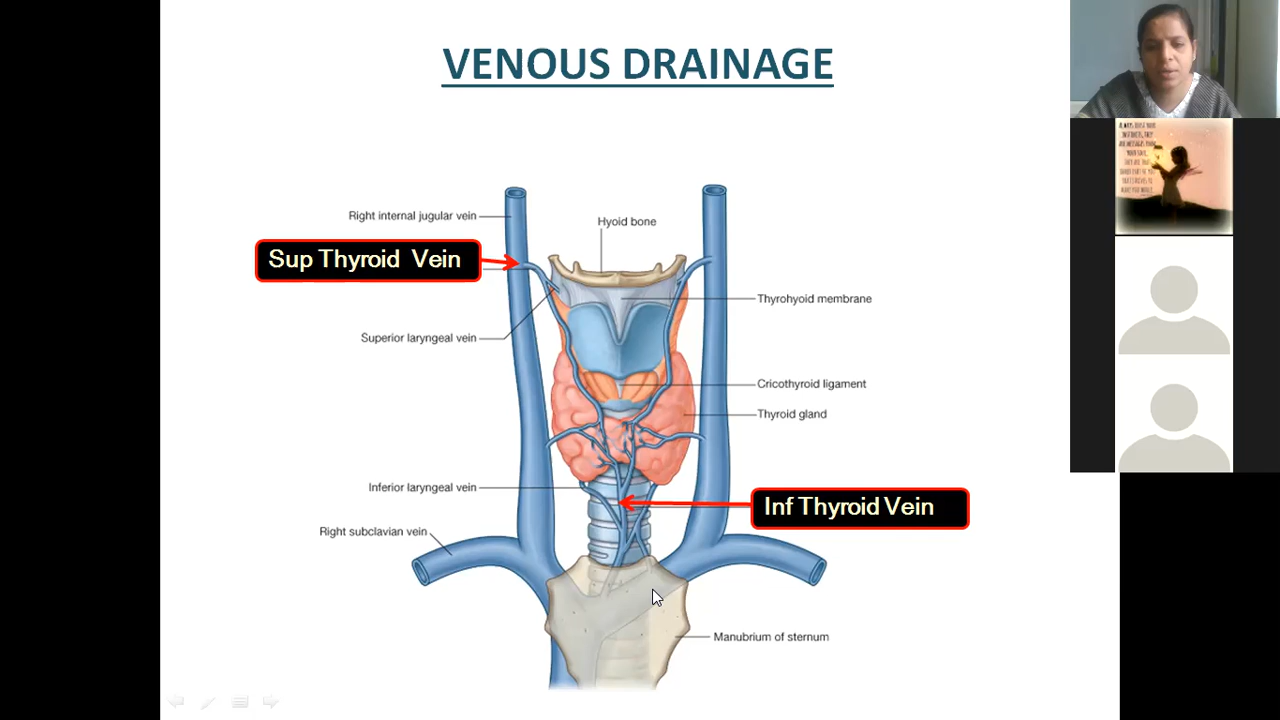 VENOUS DRAINAGE
Right internal jugular vein
Hyoid bone
Sup Thyroid Vein
Thyrohyoid membrane
Superior laryngeal vein
Cricothyroid ligament
Thyroid gland
Inferior laryngeal vein
Inf Thyroid Vein
Right subclavian vein
Manubrium of sternum